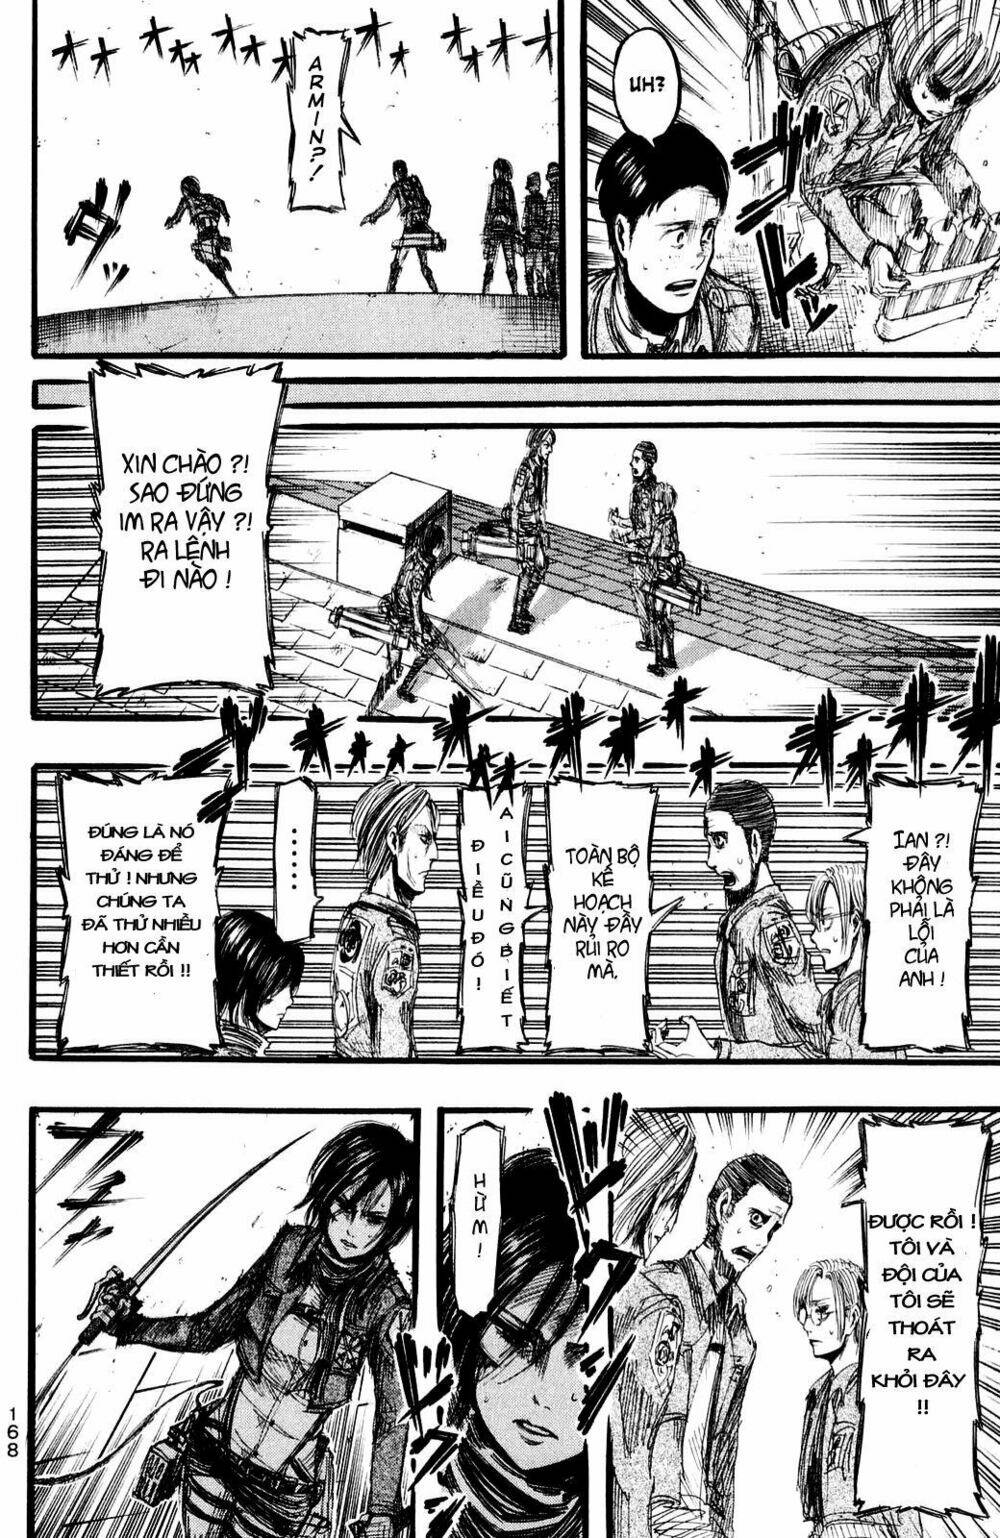 UH?
ARMIN?!
XIN CHÀO ?!
SAO ĐỨNG
IM RA VẬY ?!
RA LỆNH
ĐI NÀO !
IAN ?!
ĐÂY
KHÔNG
PHẢI LÀ
LỖI
CỦA
ANH !
TOÀN BỘ
KẾ
HOẠCH
NÀY ĐẦY
RỦI RO
MÀ.
AI CŨNG BIẾT
ĐIỀU ĐÓ !
.....
ĐÚNG LÀ NÓ
ĐÁNG ĐỂ
THỬ ! NHƯNG
CHÚNG TA
ĐÃ THỬ NHIỀU
HƠN CẦN
THIẾT RỒI !!
ĐƯỢC RỒI !
TÔI VÀ
ĐỘI CỦA
TÔI SẼ
THOÁT
RA
KHỎI ĐÂY
!!
HỪM !
168